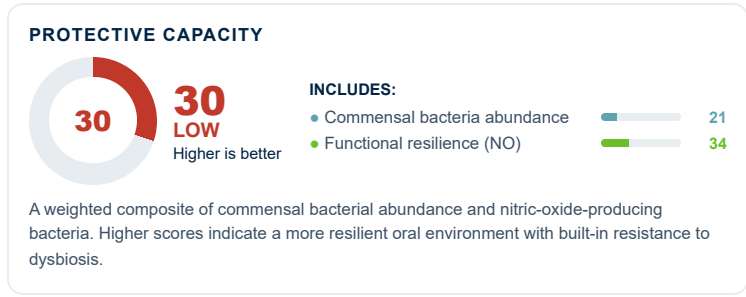 PROTECTIVE CAPACITY
30
30
LOW
Higher is better
INCLUDES:
Commensal bacteria abundance 21
Functional resilience (NO) 34
A weighted composite of commensal bacterial abundance and nitric-oxide-producing
bacteria. Higher scores indicate a more resilient oral environment with built-in resistance to
dysbiosis.